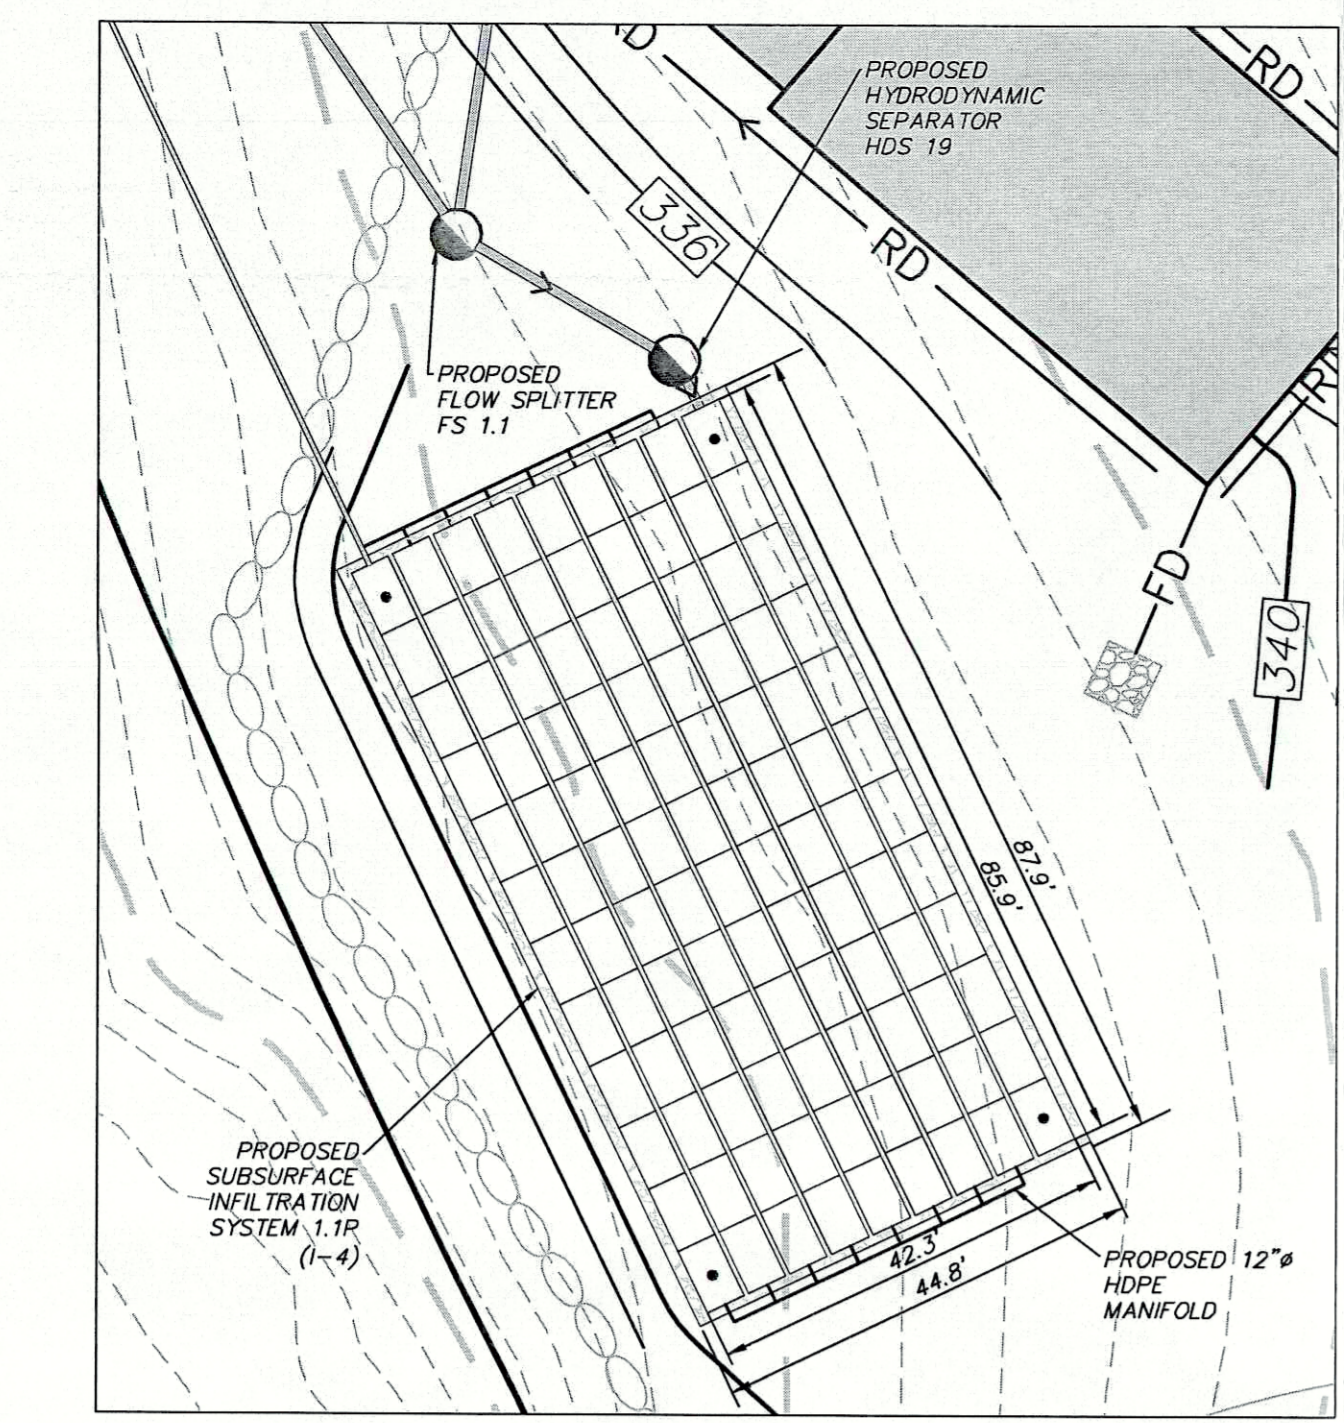 RD
PROPOSED
HYDRODYNAMIC
SEPARATOR
HDS 19
336
RD
PROPOSED
FLOW SPLITTER
FS 1.1
FD
340
87.9'
85.9'
PROPOSED
SUBSURFACE
INFILTRATION
SYSTEM 1.1P
(I-4)
42.3'
44.8'
PROPOSED 12"ø
HDPE
MANIFOLD